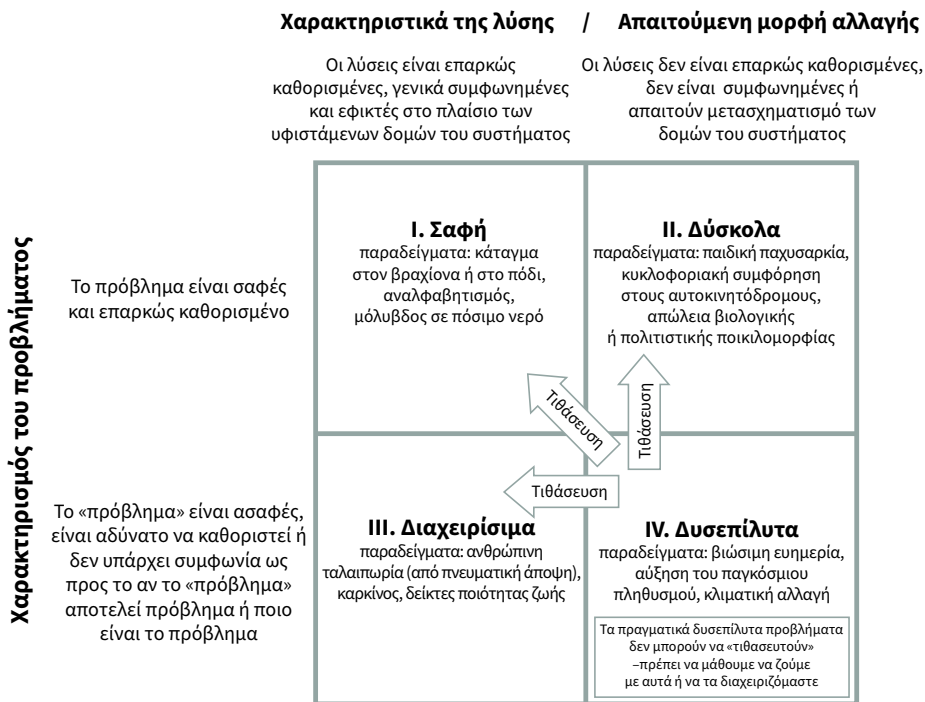 Χαρακτηριστικά της λύσης / Απαιτούμενη μορφή αλλαγής
Οι λύσεις είναι επαρκώς
καθορισμένες, γενικά συμφωνημένες
και εφικτές στο πλαίσιο των
υφιστάμενων δομών του συστήματος
Οι λύσεις δεν είναι επαρκώς καθορισμένες,
δεν είναι συμφωνημένες ή
απαιτούν μετασχηματισμό των
δομών του συστήματος
Χαρακτηρισμός του προβλήματος
Το πρόβλημα είναι σαφές
και επαρκώς καθορισμένο
I. Σαφή
παραδείγματα: κάταγμα
στον βραχίονα ή στο πόδι,
αναλφαβητισμός,
μόλυβδος σε πόσιμο νερό
II. Δύσκολα
παραδείγματα: παιδική παχυσαρκία,
κυκλοφοριακή συμφόρηση
στους αυτοκινητόδρομους,
απώλεια βιολογικής
ή πολιτιστικής ποικιλομορφίας
Τιθάσευση
Τιθάσευση
Τιθάσευση
Το «πρόβλημα» είναι ασαφές,
είναι αδύνατο να καθοριστεί ή
δεν υπάρχει συμφωνία ως
προς το αν το «πρόβλημα»
αποτελεί πρόβλημα ή ποιο
είναι το πρόβλημα
III. Διαχειρίσιμα
παραδείγματα: ανθρώπινη
ταλαιπωρία (από πνευματική άποψη),
καρκίνος, δείκτες ποιότητας ζωής
IV. Δυσεπίλυτα
παραδείγματα: βιώσιμη ευημερία,
αύξηση του παγκόσμιου
πληθυσμού, κλιματική αλλαγή
Τα πραγματικά δυσεπίλυτα προβλήματα
δεν μπορούν να «τιθασευτούν»
–πρέπει να μάθουμε να ζούμε
με αυτά ή να τα διαχειριζόμαστε